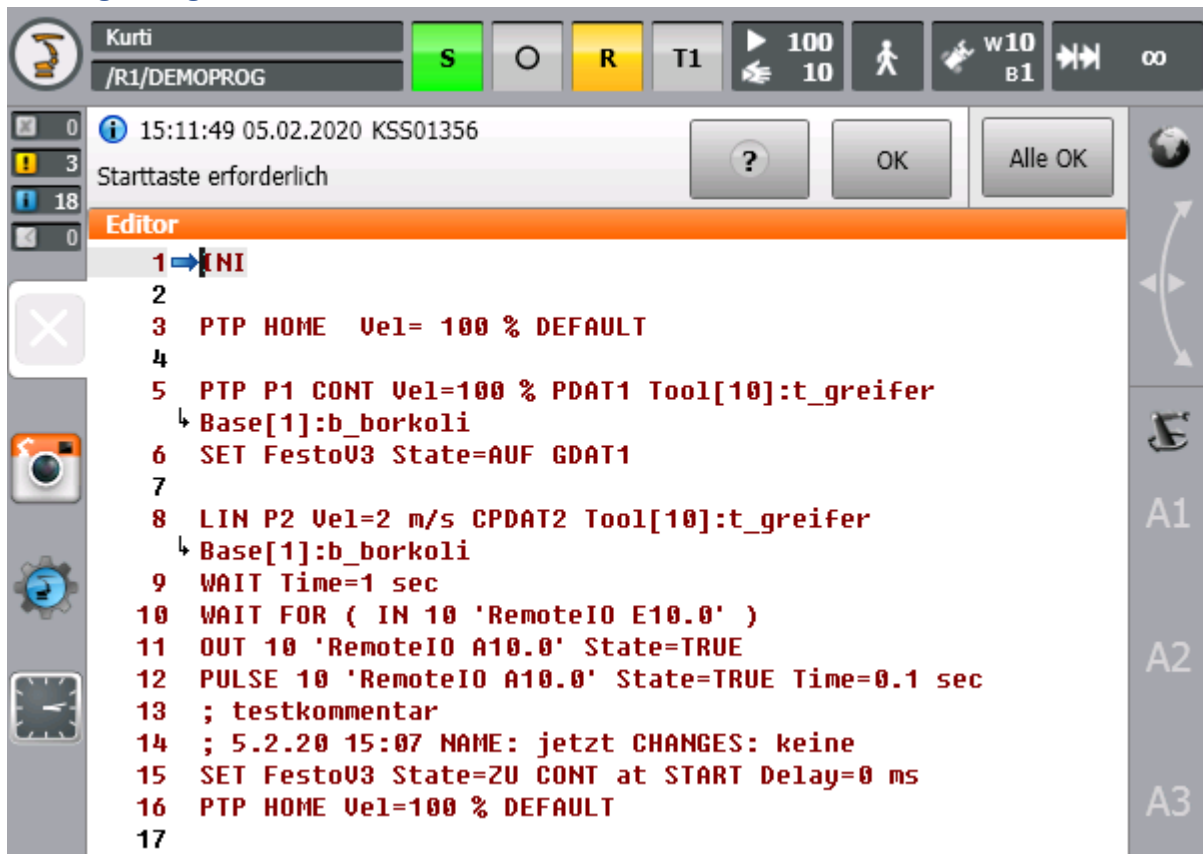 Kurti
/R1/DEMOPROG
S O R T1 100 10 W10 B1 ∞
0
3
18
0
15:11:49 05.02.2020 KSS01356
Starttaste erforderlich
? OK Alle OK
Editor
1 INI
2
3 PTP HOME Vel= 100 % DEFAULT
4
5 PTP P1 CONT Vel=100 % PDAT1 Tool[10]:t_greifer
Base[1]:b_borkoli
6 SET FestoV3 State=AUF GDAT1
7
8 LIN P2 Vel=2 m/s CPDAT2 Tool[10]:t_greifer
Base[1]:b_borkoli
9 WAIT Time=1 sec
10 WAIT FOR ( IN 10 'RemoteIO E10.0' )
11 OUT 10 'RemoteIO A10.0' State=TRUE
12 PULSE 10 'RemoteIO A10.0' State=TRUE Time=0.1 sec
13 ; testkommentar
14 ; 5.2.20 15:07 NAME: jetzt CHANGES: keine
15 SET FestoV3 State=ZU CONT at START Delay=0 ms
16 PTP HOME Vel=100 % DEFAULT
17
A1
A2
A3